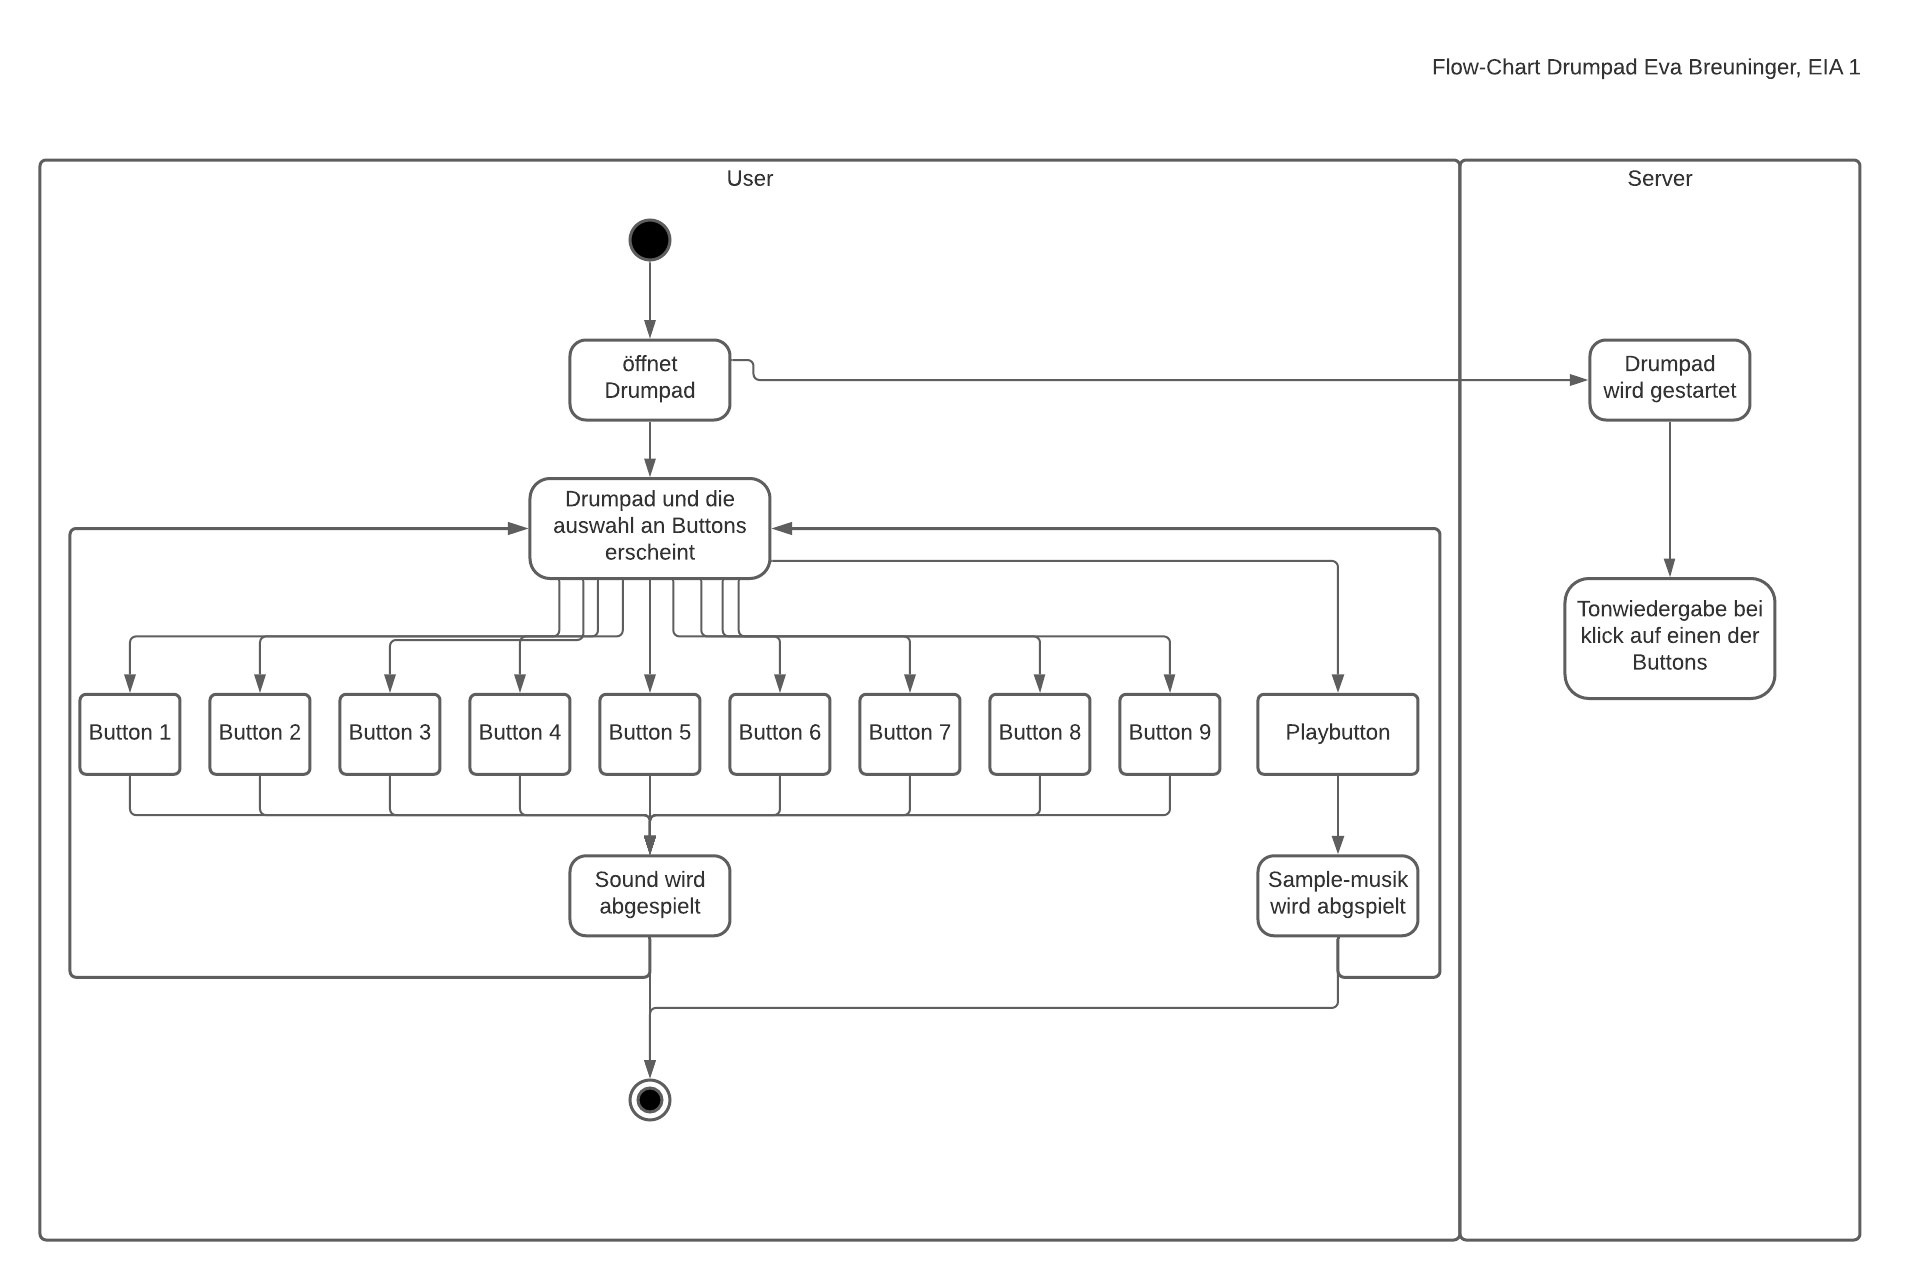 Flow-Chart Drumpad Eva Breuninger, EIA 1
User
Server
öffnet
Drumpad
Drumpad
wird gestartet
Drumpad und die
auswahl an Buttons
erscheint
Tonwiedergabe bei
klick auf einen der
Buttons
Button 1
Button 2
Button 3
Button 4
Button 5
Button 6
Button 7
Button 8
Button 9
Playbutton
Sound wird
abgespielt
Sample-musik
wird abgspielt